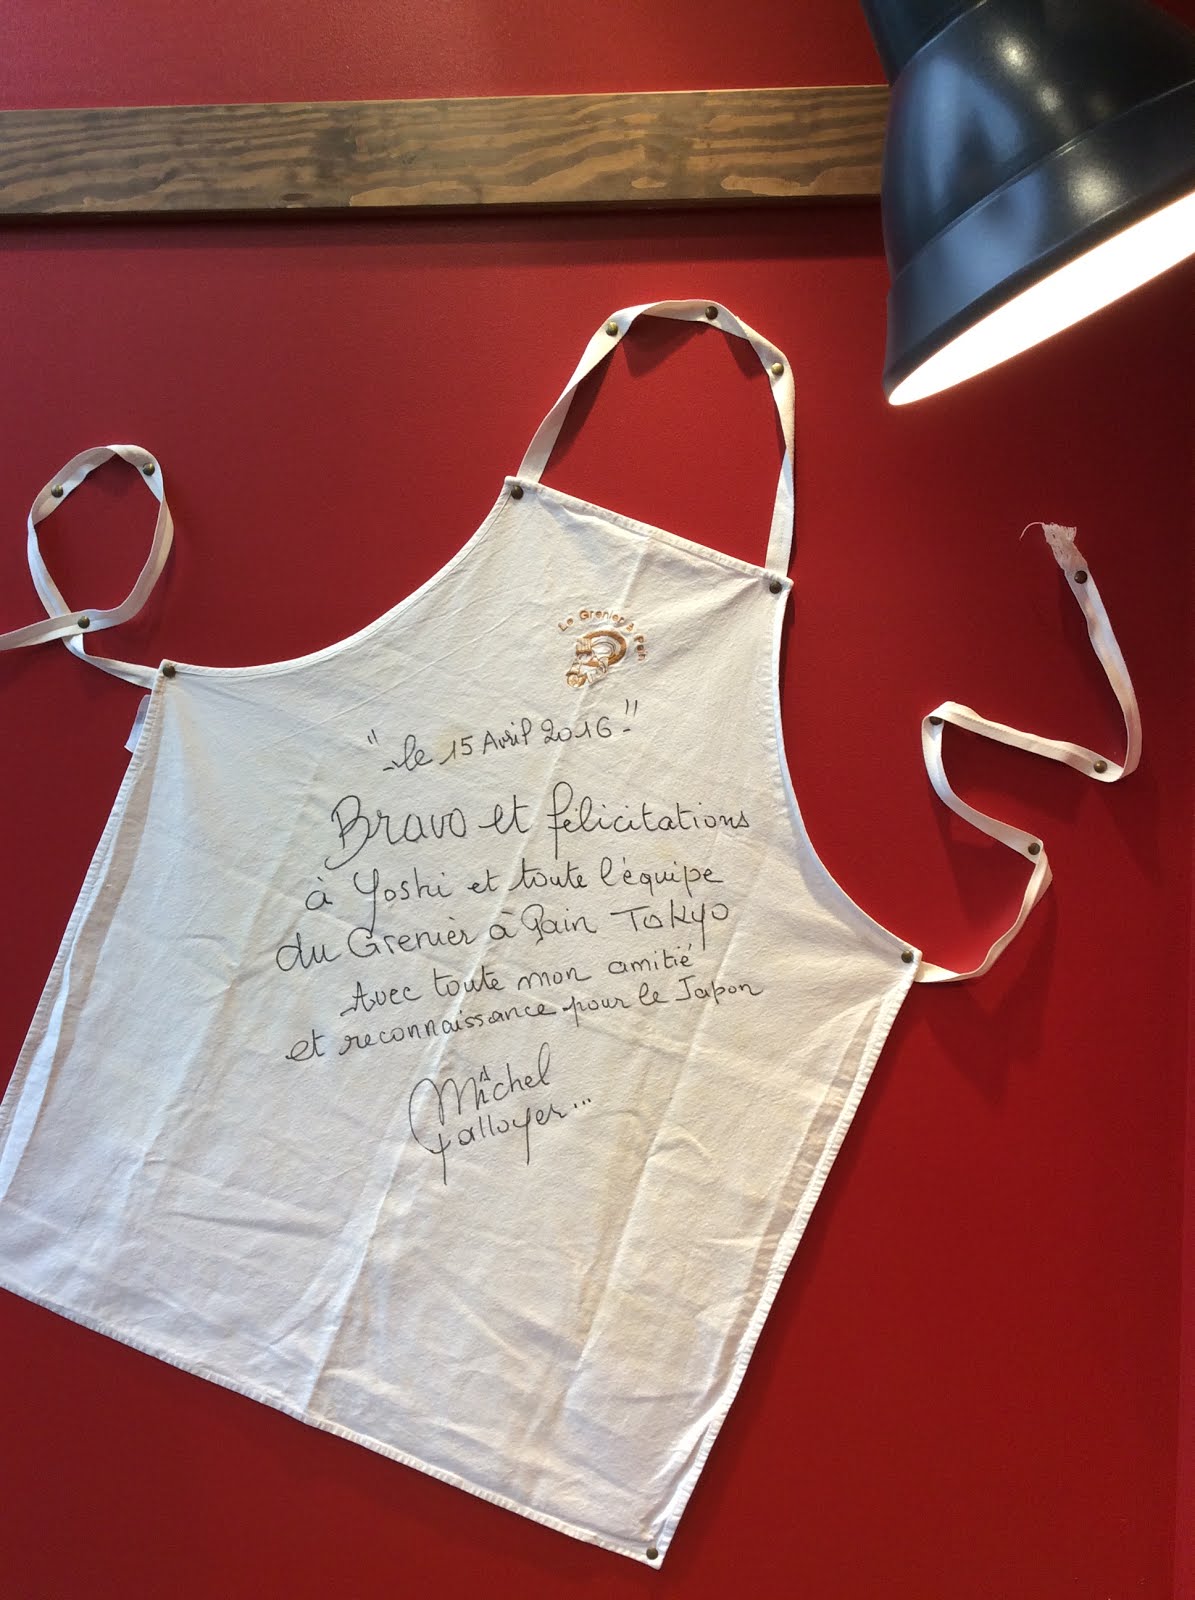 Le Grenier à Pain
"-le 15 Avril 2016-"
Bravo et félicitations
à Yoshi et toute l'équipe
du Grenier à Pain TOKYO
Avec toute mon amitié
et reconnaissance pour le Japon
Michel
Galloyer...